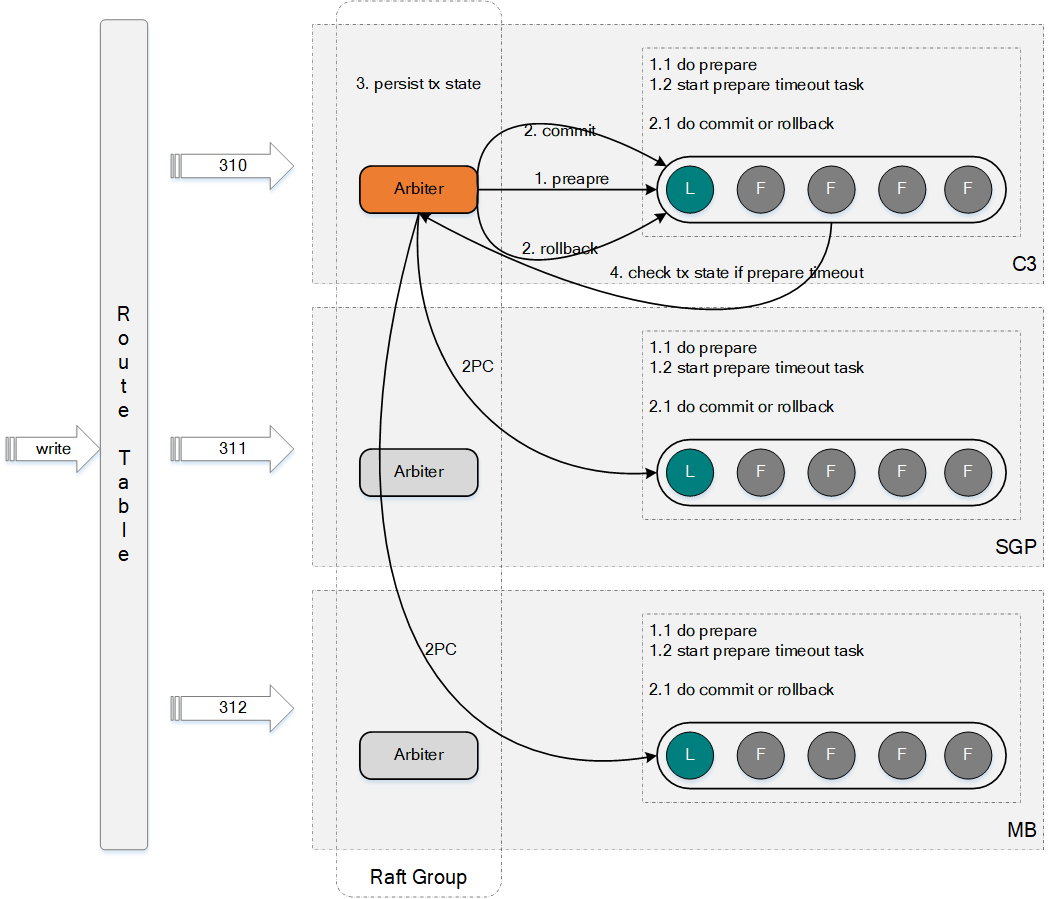 write
Route Table
310
311
312
3. persist tx state
Arbiter
2. commit
1. preapre
2. rollback
4. check tx state if prepare timeout
1.1 do prepare
1.2 start prepare timeout task
2.1 do commit or rollback
L F F F F
C3
2PC
Arbiter
1.1 do prepare
1.2 start prepare timeout task
2.1 do commit or rollback
L F F F F
SGP
2PC
Arbiter
1.1 do prepare
1.2 start prepare timeout task
2.1 do commit or rollback
L F F F F
MB
Raft Group